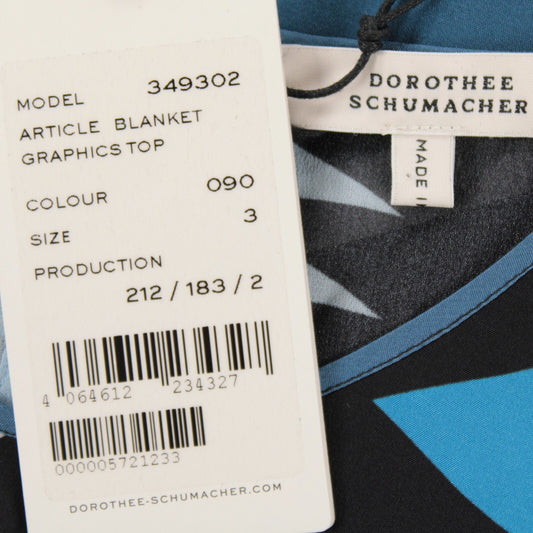 MODEL 349302
ARTICLE BLANKET
GRAPHICS TOP
COLOUR 090
SIZE 3
PRODUCTION
212 / 183 / 2
4 064612 234327
000005721233
DOROTHEE-SCHUMACHER.COM
DOROTHEE
SCHUMACHER
MADE